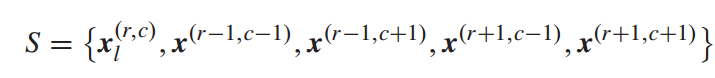 S = {x_l^{(r,c)}, x^{(r−1,c−1)}, x^{(r−1,c+1)}, x^{(r+1,c−1)}, x^{(r+1,c+1)}}